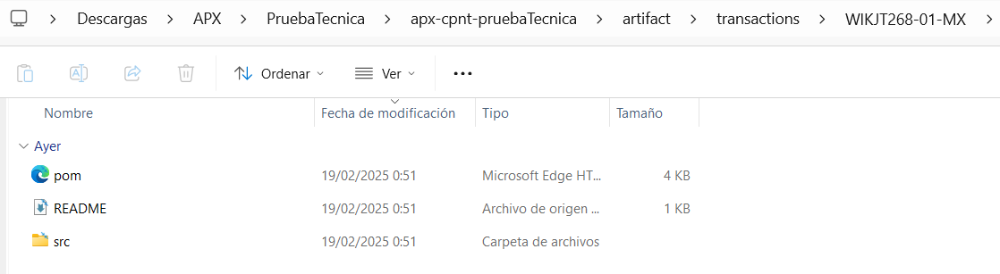 Descargas > APX > PruebaTecnica > apx-cpnt-pruebaTecnica > artifact > transactions > WIKJT268-01-MX >
Ordenar Ver ...
Nombre Fecha de modificación Tipo Tamaño
Ayer
pom 19/02/2025 0:51 Microsoft Edge HT... 4 KB
README 19/02/2025 0:51 Archivo de origen ... 1 KB
src 19/02/2025 0:51 Carpeta de archivos